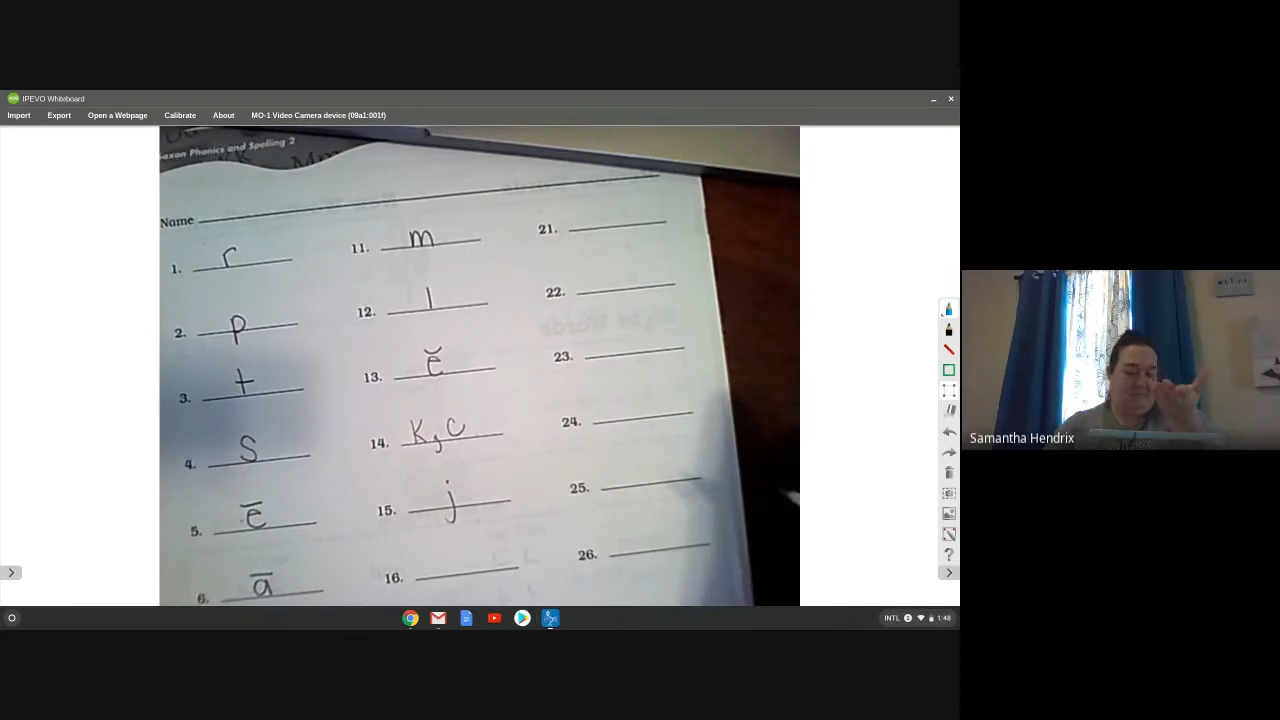 IPEVO Whiteboard
Import Export Open a Webpage Calibrate About MO-1 Video Camera device (09a1:001f)
axon Phonics and Spelling 2
Name
1. r
2. p
3. t
4. s
5. ē
6. ā
11. m
12. l
13. ĕ
14. K, C
15. j
16.
21.
22.
23.
24.
25.
26.
Samantha Hendrix
INTL 2 1:48